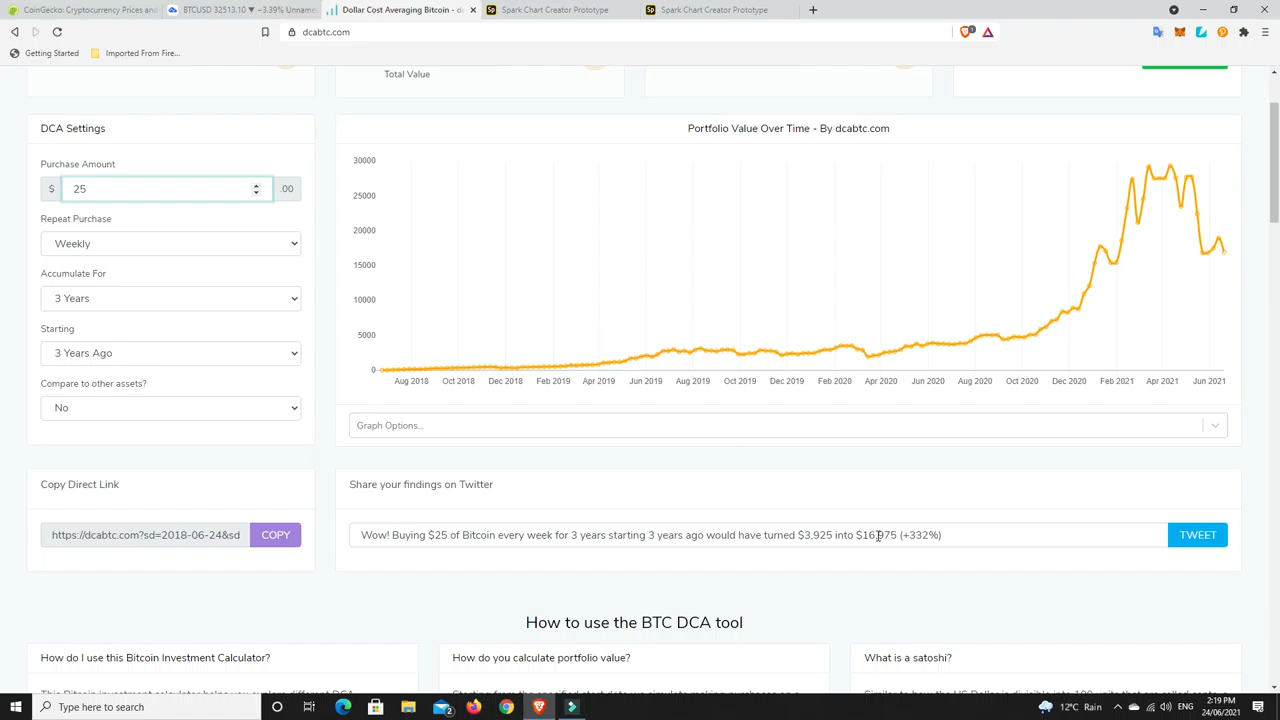 CoinGecko: Cryptocurrency Prices and
BTCUSD 32513.10 ▼ −3.39% Unname
Dollar Cost Averaging Bitcoin - d
Spark Chart Creator Prototype
Spark Chart Creator Prototype
dcabtc.com
Getting Started
Imported From Fire...
Total Value
DCA Settings
Portfolio Value Over Time - By dcabtc.com
Purchase Amount
$ 25 .00
Repeat Purchase
Weekly
Accumulate For
3 Years
Starting
3 Years Ago
Compare to other assets?
No
30000
25000
20000
15000
10000
5000
0
Aug 2018 Oct 2018 Dec 2018 Feb 2019 Apr 2019 Jun 2019 Aug 2019 Oct 2019 Dec 2019 Feb 2020 Apr 2020 Jun 2020 Aug 2020 Oct 2020 Dec 2020 Feb 2021 Apr 2021 Jun 2021
Graph Options...
Copy Direct Link
https://dcabtc.com?sd=2018-06-24&sd
COPY
Share your findings on Twitter
Wow! Buying $25 of Bitcoin every week for 3 years starting 3 years ago would have turned $3,925 into $16,975 (+332%)
TWEET
How to use the BTC DCA tool
How do I use this Bitcoin Investment Calculator?
How do you calculate portfolio value?
What is a satoshi?
Type here to search
2
12°C Rain
ENG
2:19 PM
24/06/2021